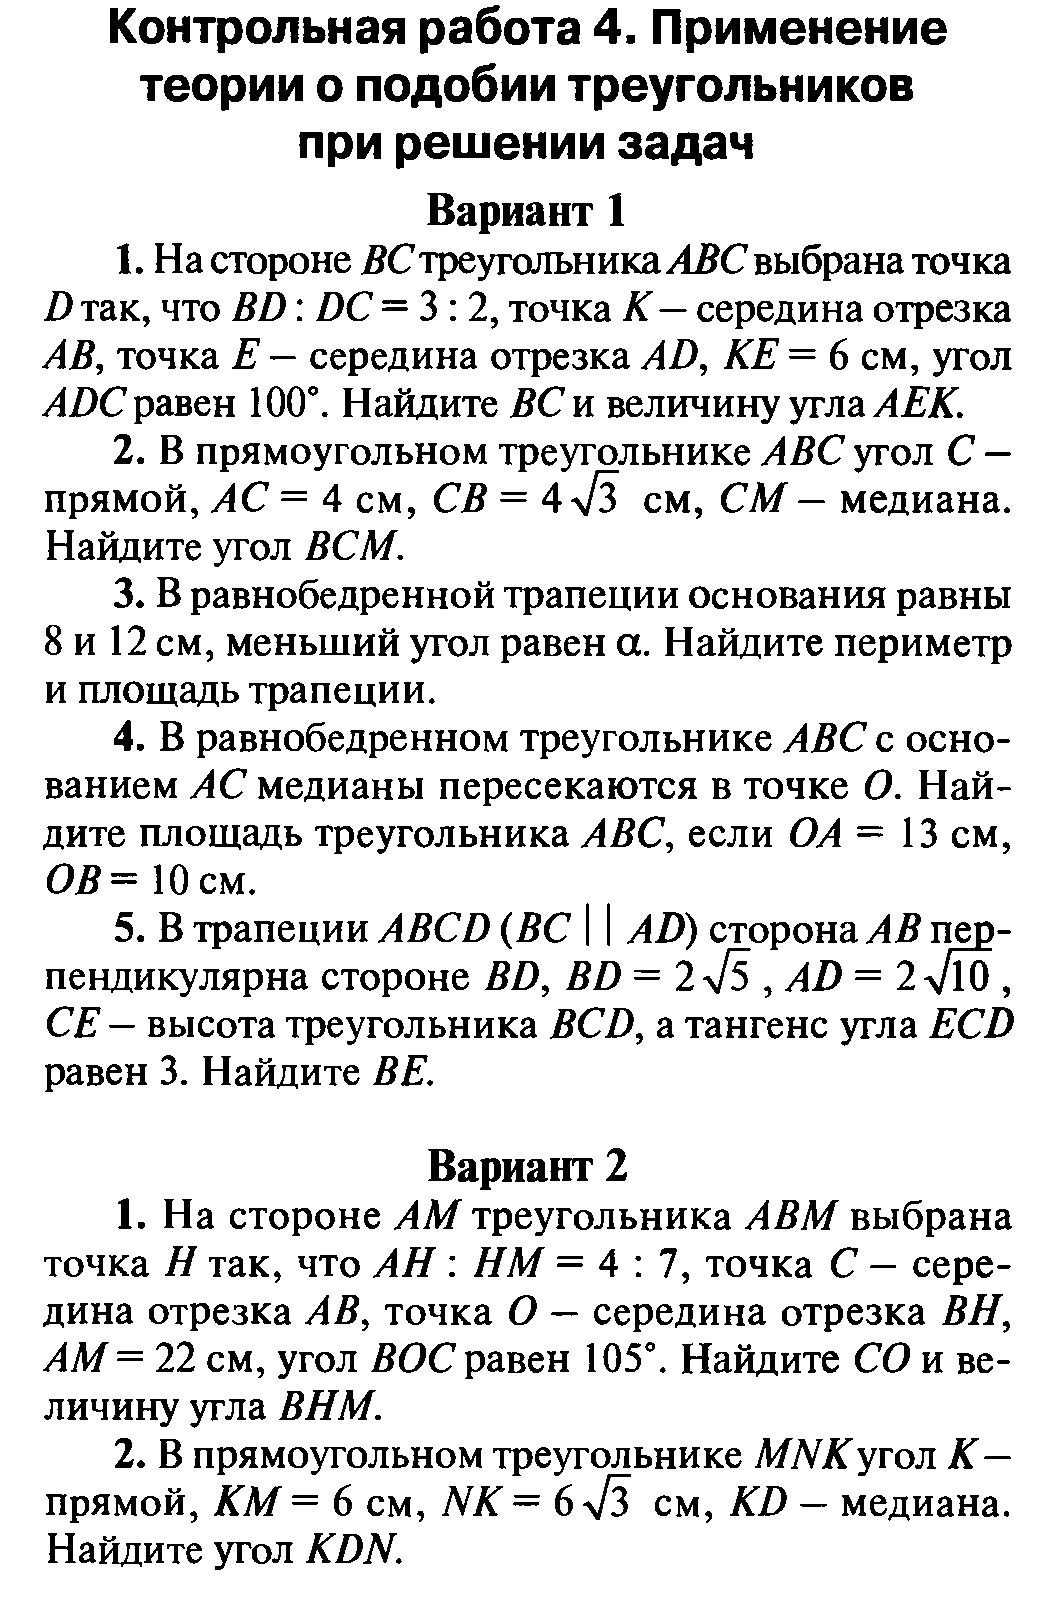 Контрольная работа 4. Применение
теории о подобии треугольников
при решении задач
Вариант 1
1. На стороне BC треугольника ABC выбрана точка
D так, что BD : DC = 3 : 2, точка K – середина отрезка
AB, точка E – середина отрезка AD, KE = 6 см, угол
ADC равен 100°. Найдите BC и величину угла AEK.
2. В прямоугольном треугольнике ABC угол C –
прямой, AC = 4 см, CB = 4√3 см, CM – медиана.
Найдите угол BCM.
3. В равнобедренной трапеции основания равны
8 и 12 см, меньший угол равен α. Найдите периметр
и площадь трапеции.
4. В равнобедренном треугольнике ABC с осно-
ванием AC медианы пересекаются в точке O. Най-
дите площадь треугольника ABC, если OA = 13 см,
OB = 10 см.
5. В трапеции ABCD (BC || AD) сторона AB пер-
пендикулярна стороне BD, BD = 2√5 , AD = 2√10 ,
CE – высота треугольника BCD, а тангенс угла ECD
равен 3. Найдите BE.
Вариант 2
1. На стороне AM треугольника ABM выбрана
точка H так, что AH : HM = 4 : 7, точка C – сере-
дина отрезка AB, точка O – середина отрезка BH,
AM = 22 см, угол BOC равен 105°. Найдите CO и ве-
личину угла BHM.
2. В прямоугольном треугольнике MNK угол K –
прямой, KM = 6 см, NK = 6√3 см, KD – медиана.
Найдите угол KDN.